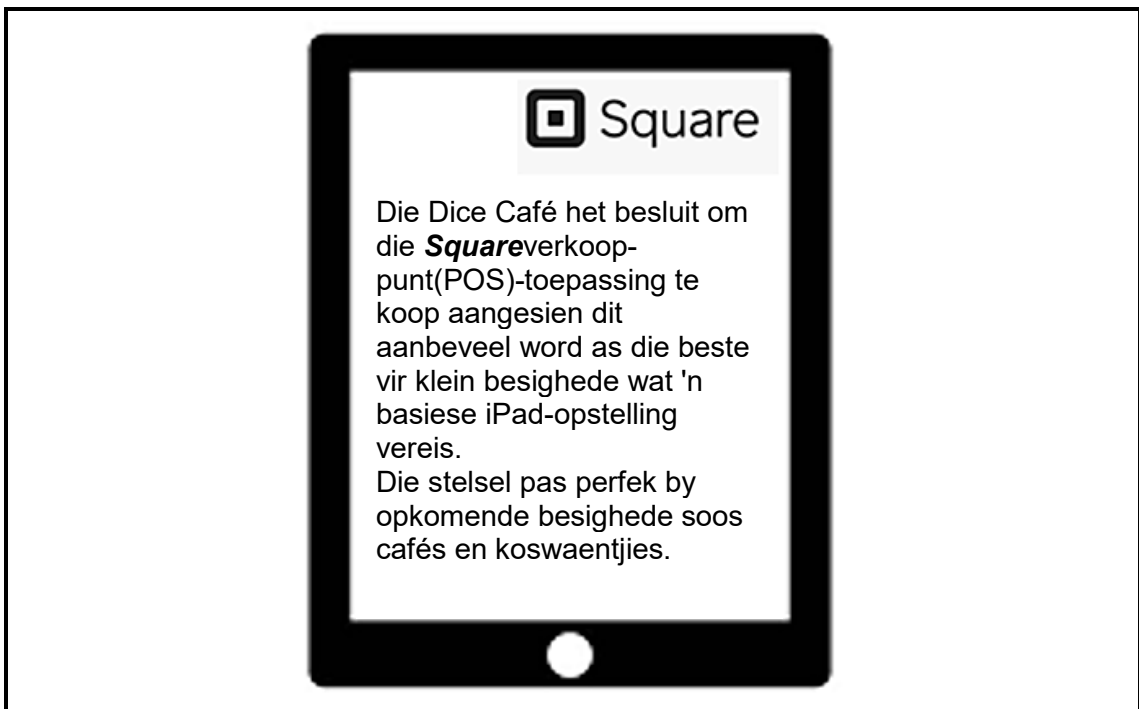 Square
Die Dice Café het besluit om
die Squareverkoop-
punt(POS)-toepassing te
koop aangesien dit
aanbeveel word as die beste
vir klein besighede wat 'n
basiese iPad-opstelling
vereis.
Die stelsel pas perfek by
opkomende besighede soos
cafés en koswaentjies.